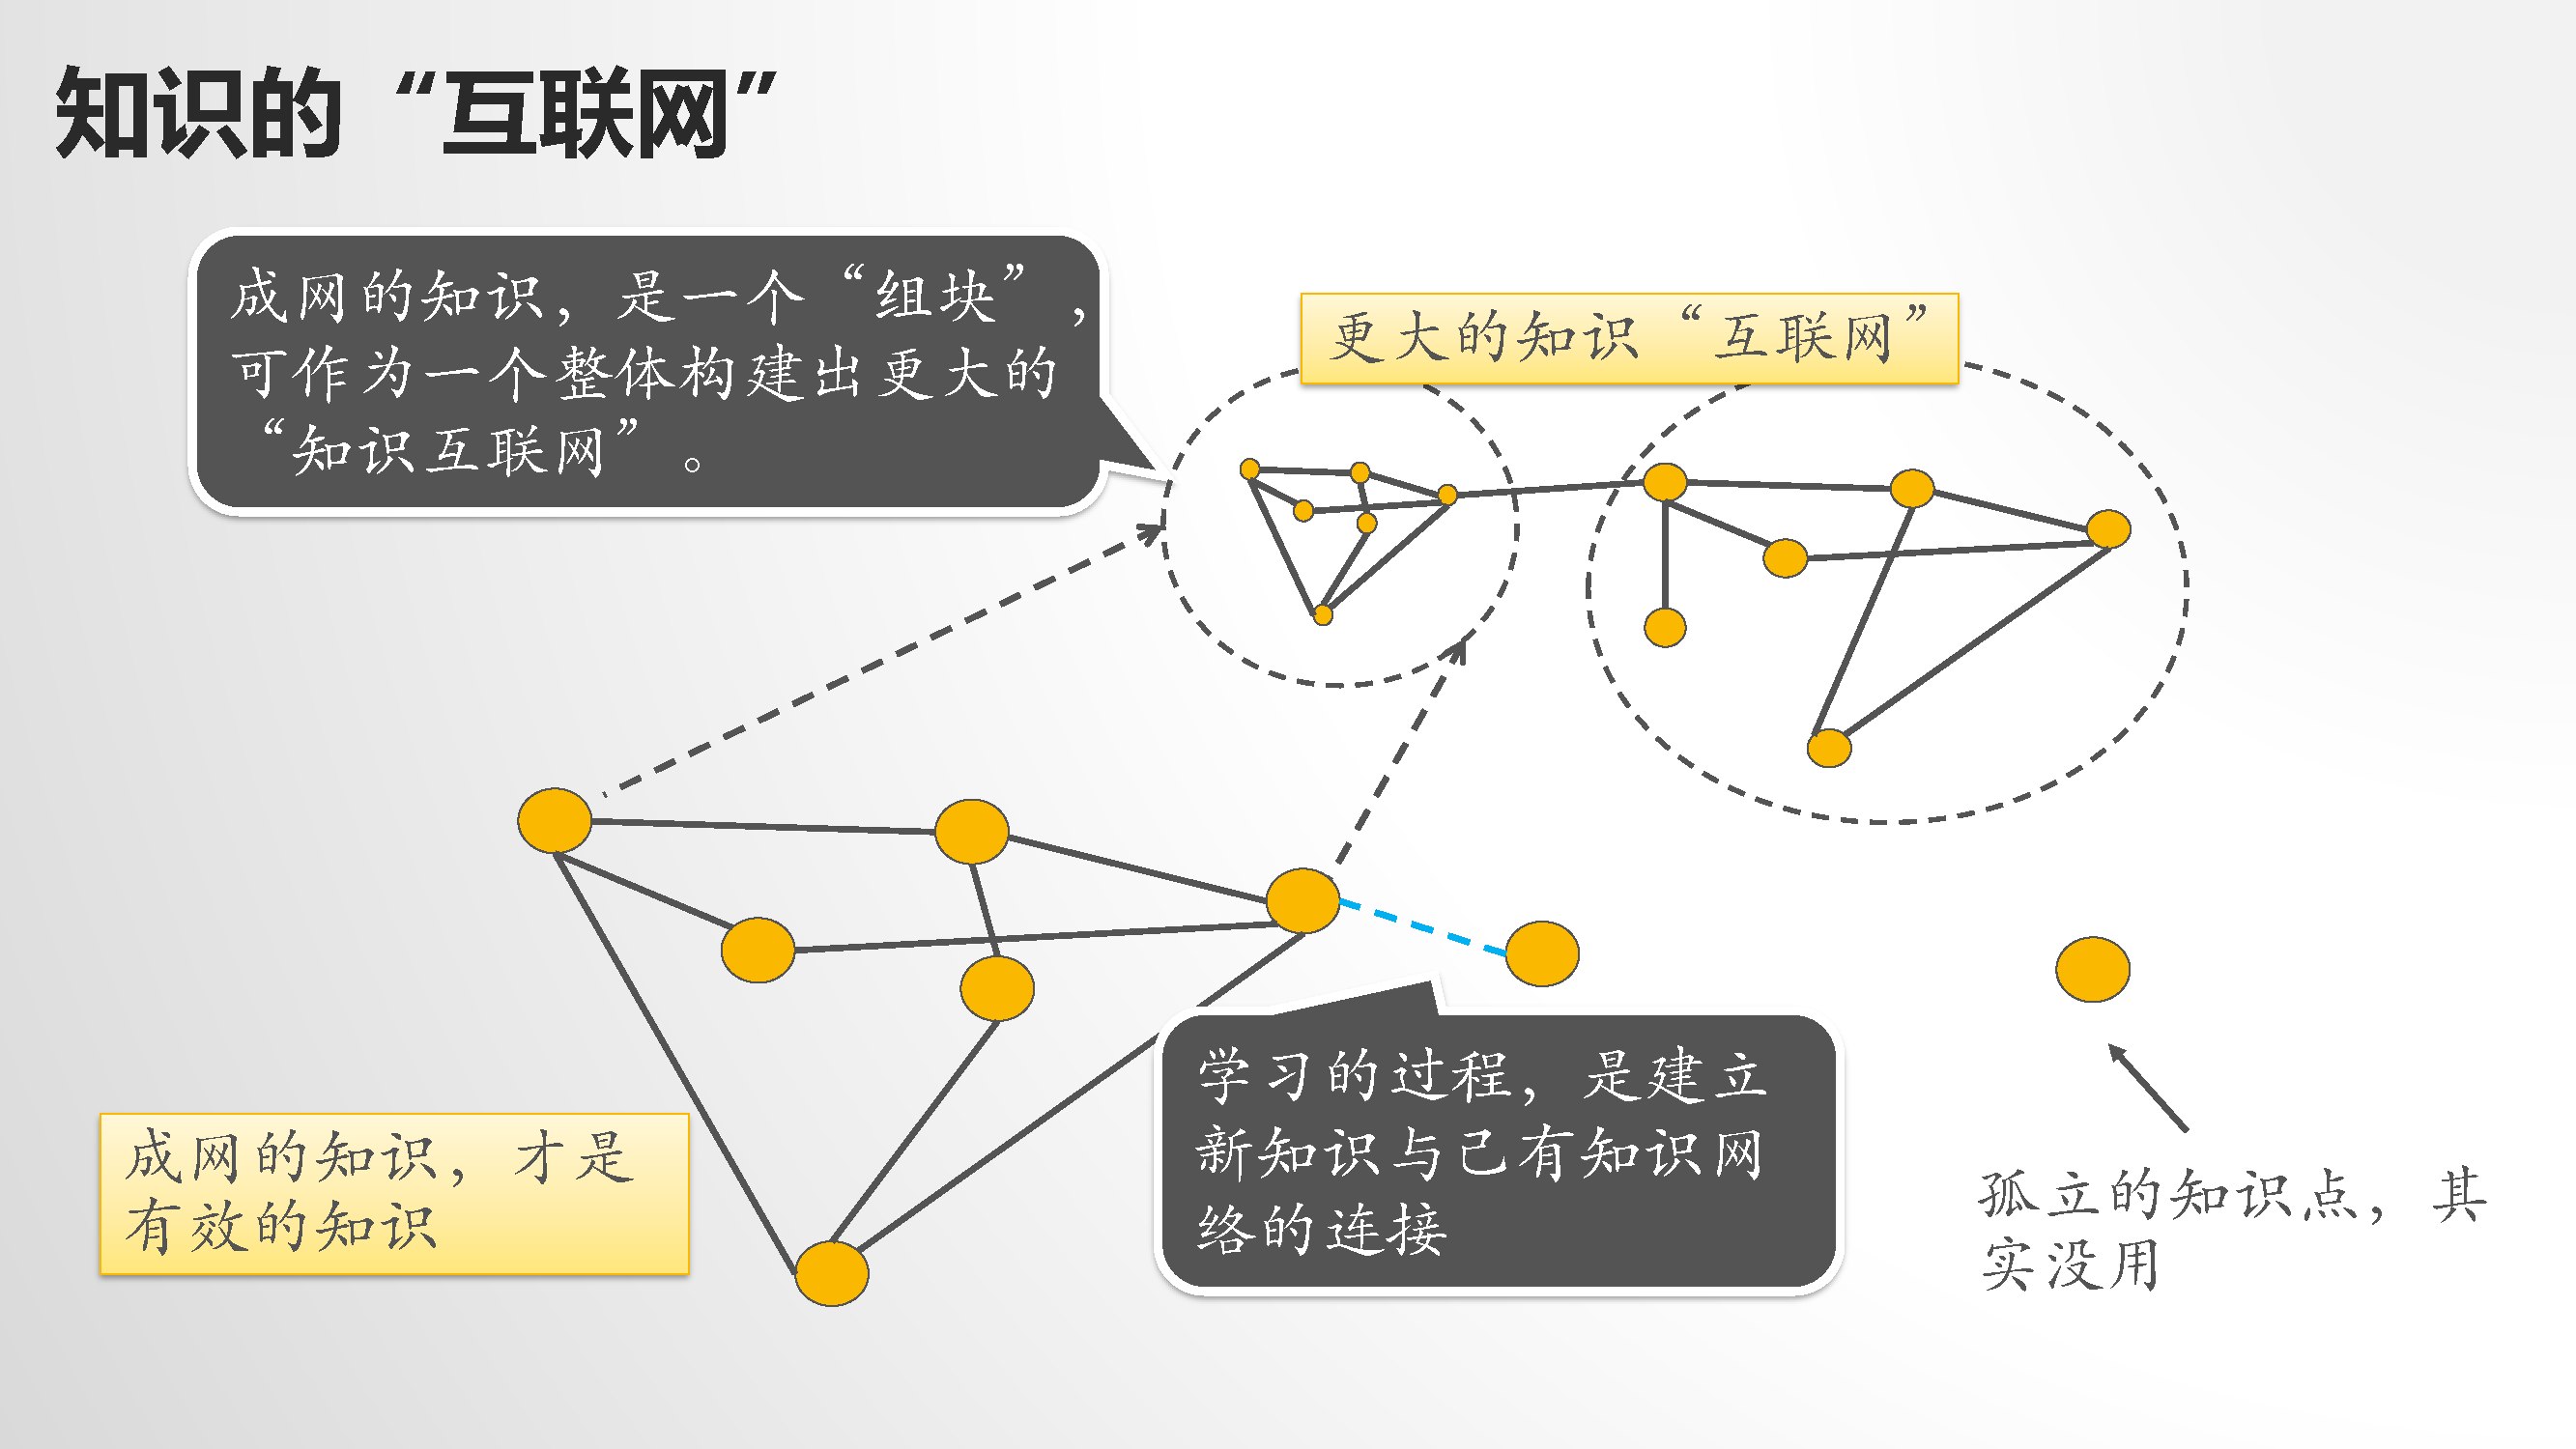 知识的“互联网”
成网的知识，是一个“组块”，
可作为一个整体构建出更大的
“知识互联网”。
更大的知识“互联网”
成网的知识，才是
有效的知识
学习的过程，是建立
新知识与已有知识网
络的连接
孤立的知识点，其
实没用